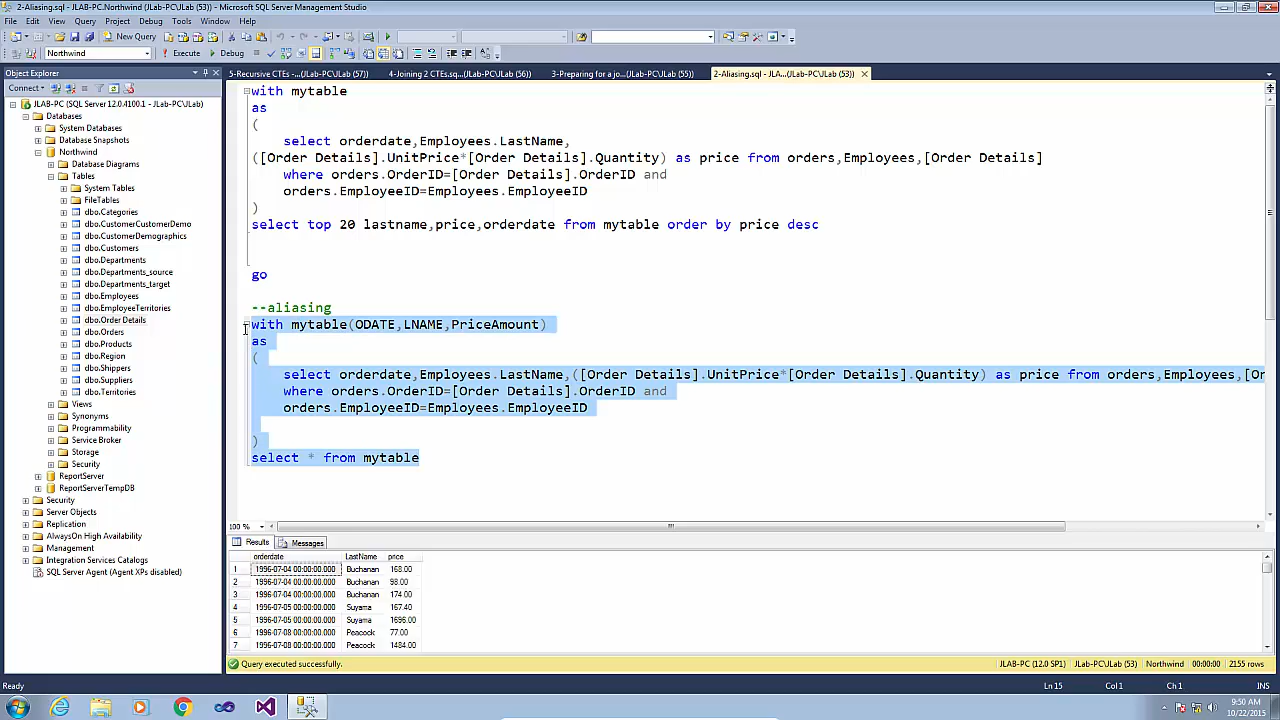 2-Aliasing.sql - JLAB-PC.Northwind (JLab-PC\JLab (53)) - Microsoft SQL Server Management Studio
File Edit View Query Project Debug Tools Window Help
New Query
Northwind Execute Debug
Object Explorer
5-Recursive CTEs -...(JLab-PC\JLab (57)) 4-Joining 2 CTEs.sq...(JLab-PC\JLab (56)) 3-Preparing for a jo...(JLab-PC\JLab (55)) 2-Aliasing.sql - JLA...(JLab-PC\JLab (53))
Connect
JLAB-PC (SQL Server 12.0.4100.1 - JLab-PC\JLab)
Databases
System Databases
Database Snapshots
Northwind
Database Diagrams
Tables
System Tables
FileTables
dbo.Categories
dbo.CustomerCustomerDemo
dbo.CustomerDemographics
dbo.Customers
dbo.Departments
dbo.Departments_source
dbo.Departments_target
dbo.Employees
dbo.EmployeeTerritories
dbo.Order Details
dbo.Orders
dbo.Products
dbo.Region
dbo.Shippers
dbo.Suppliers
dbo.Territories
Views
Synonyms
Programmability
Service Broker
Storage
Security
ReportServer
ReportServerTempDB
Security
Server Objects
Replication
AlwaysOn High Availability
Management
Integration Services Catalogs
SQL Server Agent (Agent XPs disabled)
with mytable
as
(
select orderdate,Employees.LastName,
([Order Details].UnitPrice*[Order Details].Quantity) as price from orders,Employees,[Order Details]
where orders.OrderID=[Order Details].OrderID and
orders.EmployeeID=Employees.EmployeeID
)
select top 20 lastname,price,orderdate from mytable order by price desc
go
--aliasing
with mytable(ODATE,LNAME,PriceAmount)
as
(
select orderdate,Employees.LastName,([Order Details].UnitPrice*[Order Details].Quantity) as price from orders,Employees,[Or
where orders.OrderID=[Order Details].OrderID and
orders.EmployeeID=Employees.EmployeeID
)
select * from mytable
100 %
Results Messages
orderdate LastName price
1 1996-07-04 00:00:00.000 Buchanan 168.00
2 1996-07-04 00:00:00.000 Buchanan 98.00
3 1996-07-04 00:00:00.000 Buchanan 174.00
4 1996-07-05 00:00:00.000 Suyama 167.40
5 1996-07-05 00:00:00.000 Suyama 1696.00
6 1996-07-08 00:00:00.000 Peacock 77.00
7 1996-07-08 00:00:00.000 Peacock 1484.00
Query executed successfully. JLAB-PC (12.0 SP1) JLab-PC\JLab (53) Northwind 00:00:00 2155 rows
Ready Ln 15 Col 1 Ch 1 INS
9:50 AM
10/22/2015